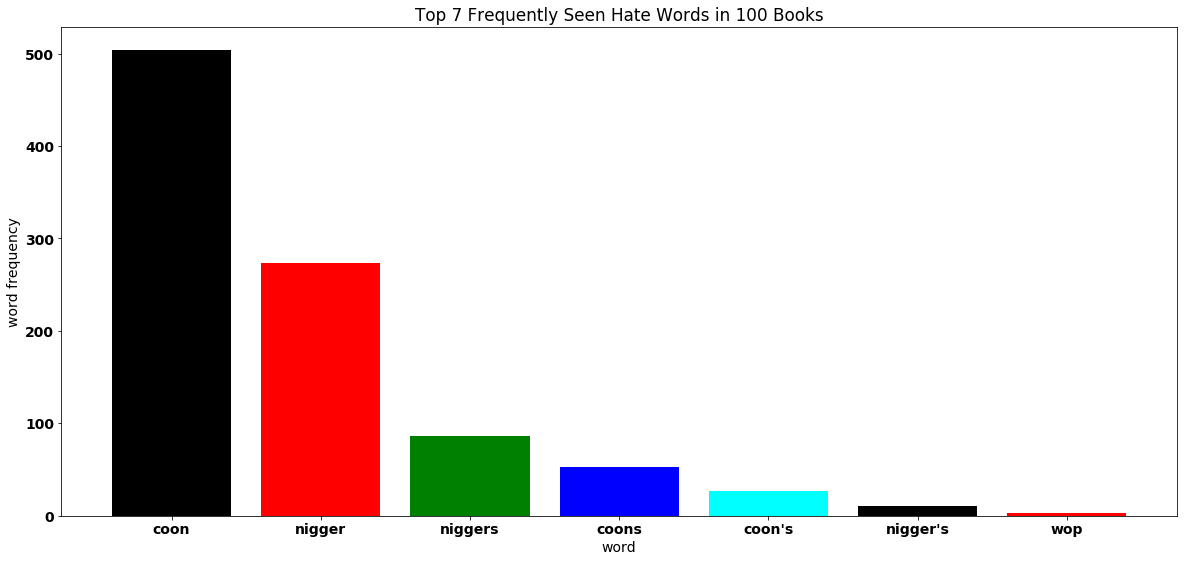 Top 7 Frequently Seen Hate Words in 100 Books
500
400
300
200
100
0
word frequency
coon nigger niggers coons coon's nigger's wop
word